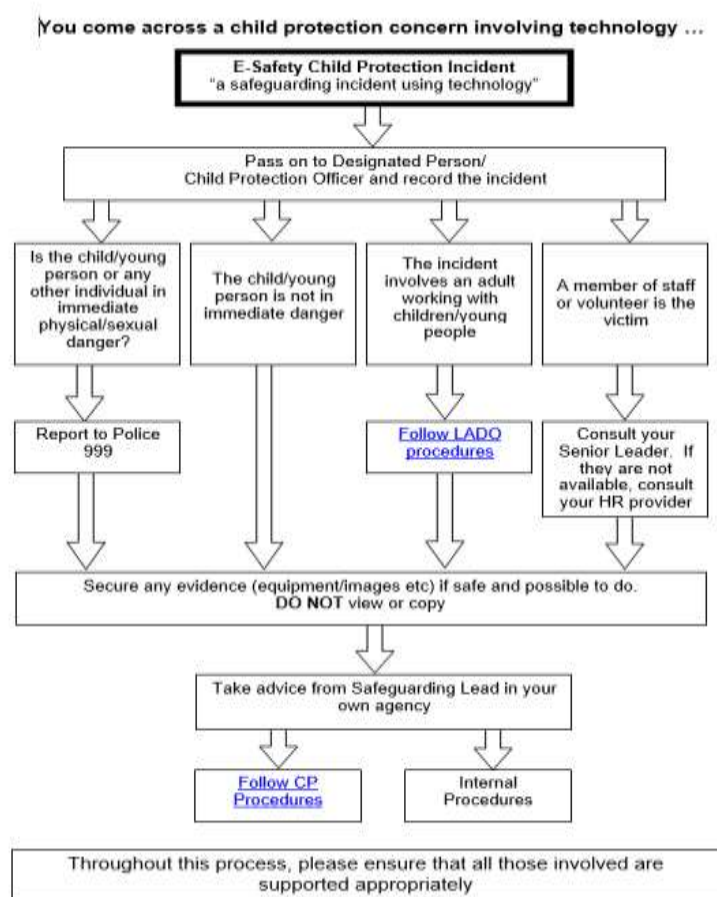 You come across a child protection concern involving technology …
E-Safety Child Protection Incident
“a safeguarding incident using technology”
Pass on to Designated Person/
Child Protection Officer and record the incident
Is the child/young
person or any
other individual in
immediate
physical/sexual
danger?
The child/young
person is not in
immediate danger
The incident
involves an adult
working with
children/young
people
A member of staff
or volunteer is the
victim
Report to Police
999
Follow LADO
procedures
Consult your
Senior Leader.  If
they are not
available, consult
your HR provider
Secure any evidence (equipment/images etc) if safe and possible to do.
DO NOT view or copy
Take advice from Safeguarding Lead in your
own agency
Follow CP
Procedures
Internal
Procedures
Throughout this process, please ensure that all those involved are
supported appropriately